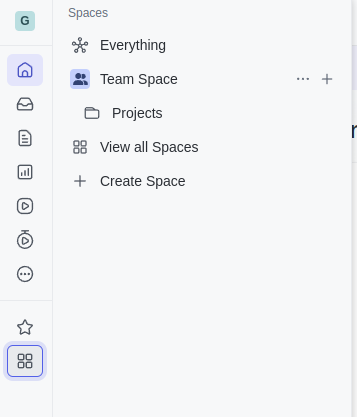 G
Spaces
Everything
Team Space
Projects
View all Spaces
Create Space